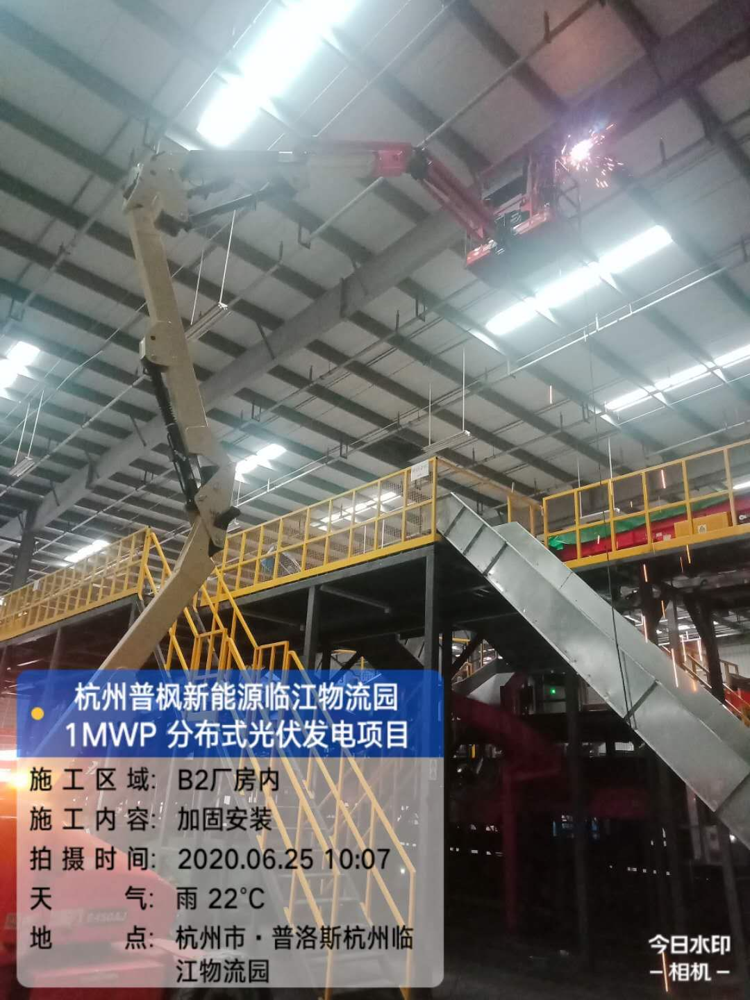 杭州普枫新能源临江物流园
1MWP 分布式光伏发电项目
施工区域: B2厂房内
施工内容: 加固安装
拍摄时间: 2020.06.25 10:07
天气: 雨 22°C
地点: 杭州市·普洛斯杭州临
江物流园
E450AJ
今日水印
-相机-